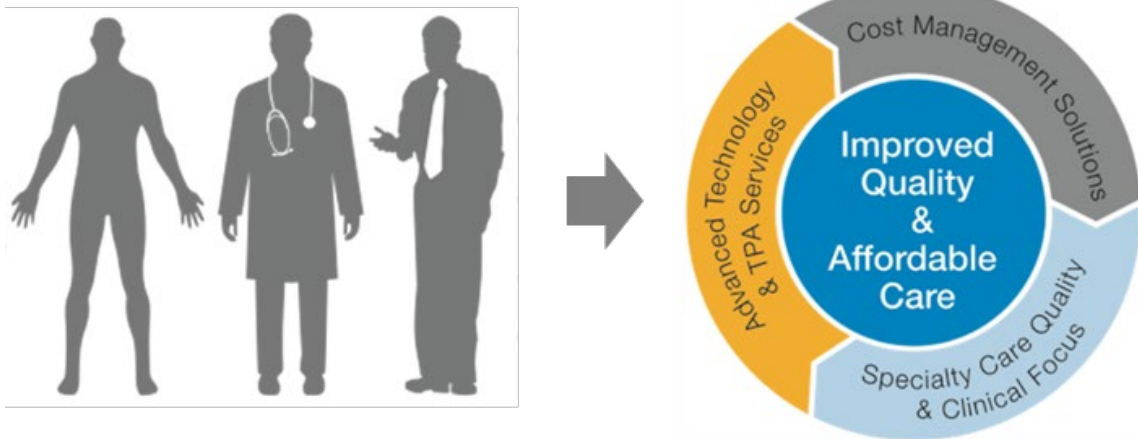 Cost Management Solutions
Advanced Technology
& TPA Services
Improved
Quality
&
Affordable
Care
Specialty Care Quality
& Clinical Focus